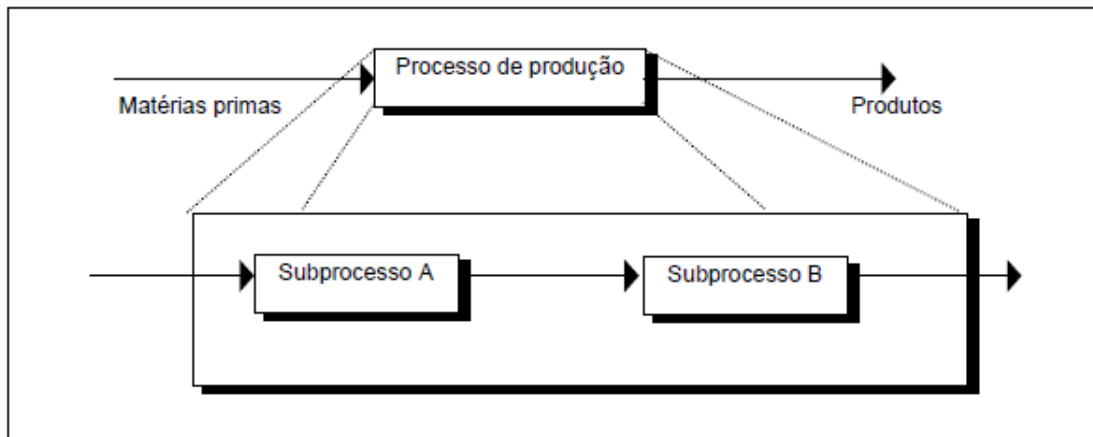 Processo de produção
Matérias primas
Produtos
Subprocesso A
Subprocesso B